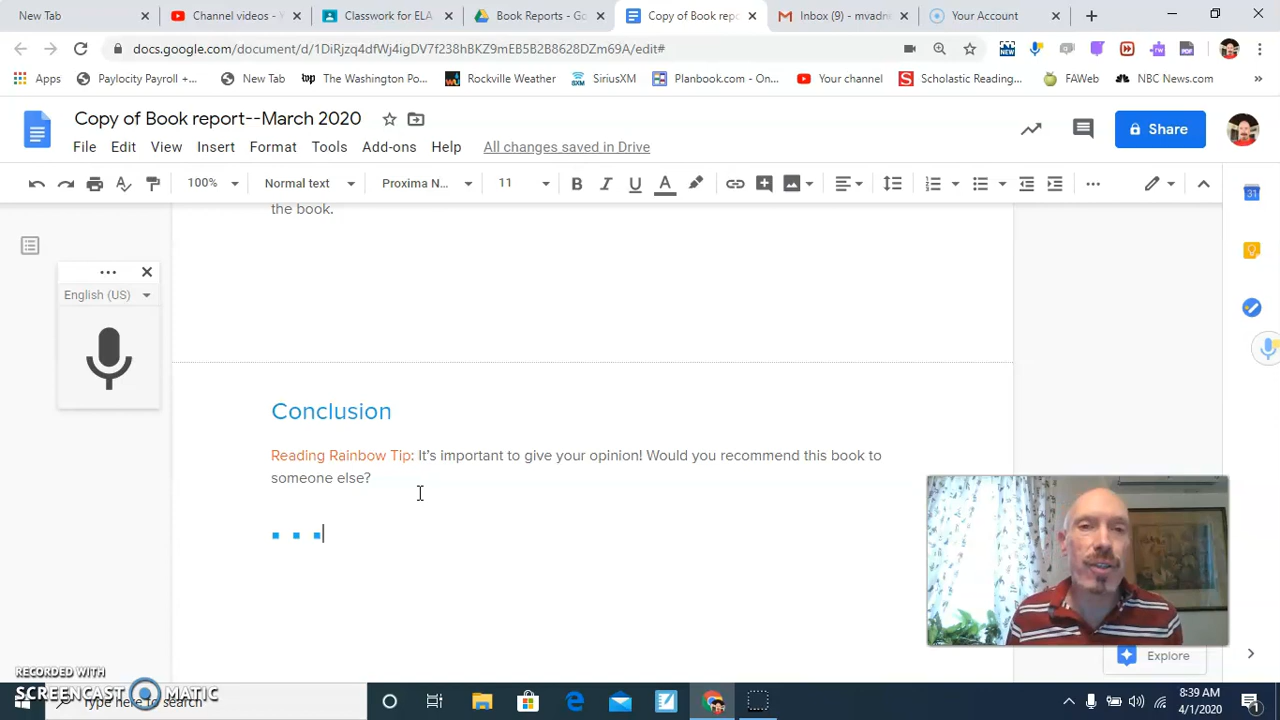 New Tab
Channel videos - Y
Classwork for ELA
Book Reports - Go
Copy of Book repo
Inbox (9) - mvadn
Your Account
docs.google.com/document/d/1DiRjzq4dfWj4igDV7f238hBKZ9mEB5B2B8628DZm69A/edit#
Apps
Paylocity Payroll +...
New Tab
The Washington Po...
Rockville Weather
SiriusXM
Planbook.com - On...
Your channel
Scholastic Reading...
FAWeb
NBC News.com
»
Copy of Book report--March 2020
Share
File Edit View Insert Format Tools Add-ons Help All changes saved in Drive
100% Normal text Proxima N... 11
the book.
English (US)
Conclusion
Reading Rainbow Tip: It's important to give your opinion! Would you recommend this book to
someone else?
Explore
RECORDED WITH
SCREENCAST MATIC
Type here to search
8:39 AM
4/1/2020